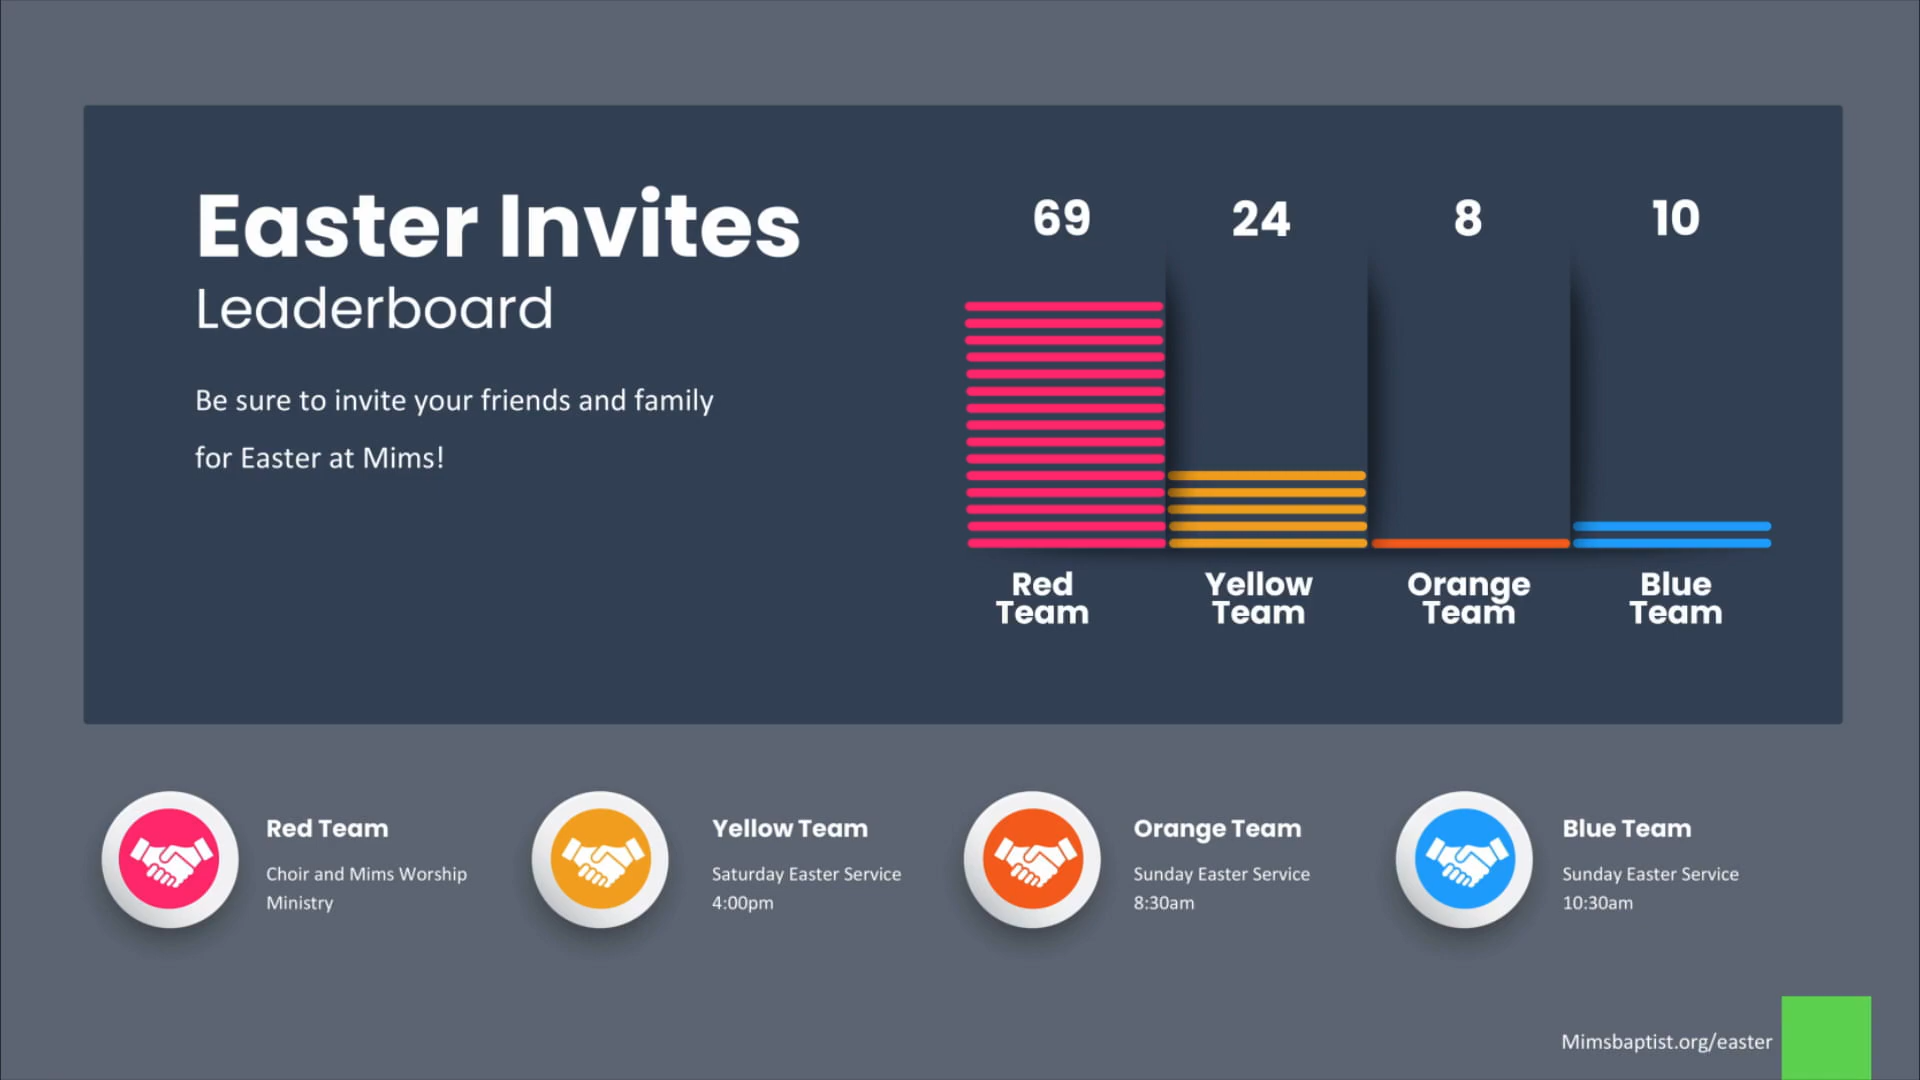 Easter Invites
Leaderboard
Be sure to invite your friends and family
for Easter at Mims!
69 24 8 10
Red Team
Yellow Team
Orange Team
Blue Team
Red Team
Choir and Mims Worship
Ministry
Yellow Team
Saturday Easter Service
4:00pm
Orange Team
Sunday Easter Service
8:30am
Blue Team
Sunday Easter Service
10:30am
Mimsbaptist.org/easter